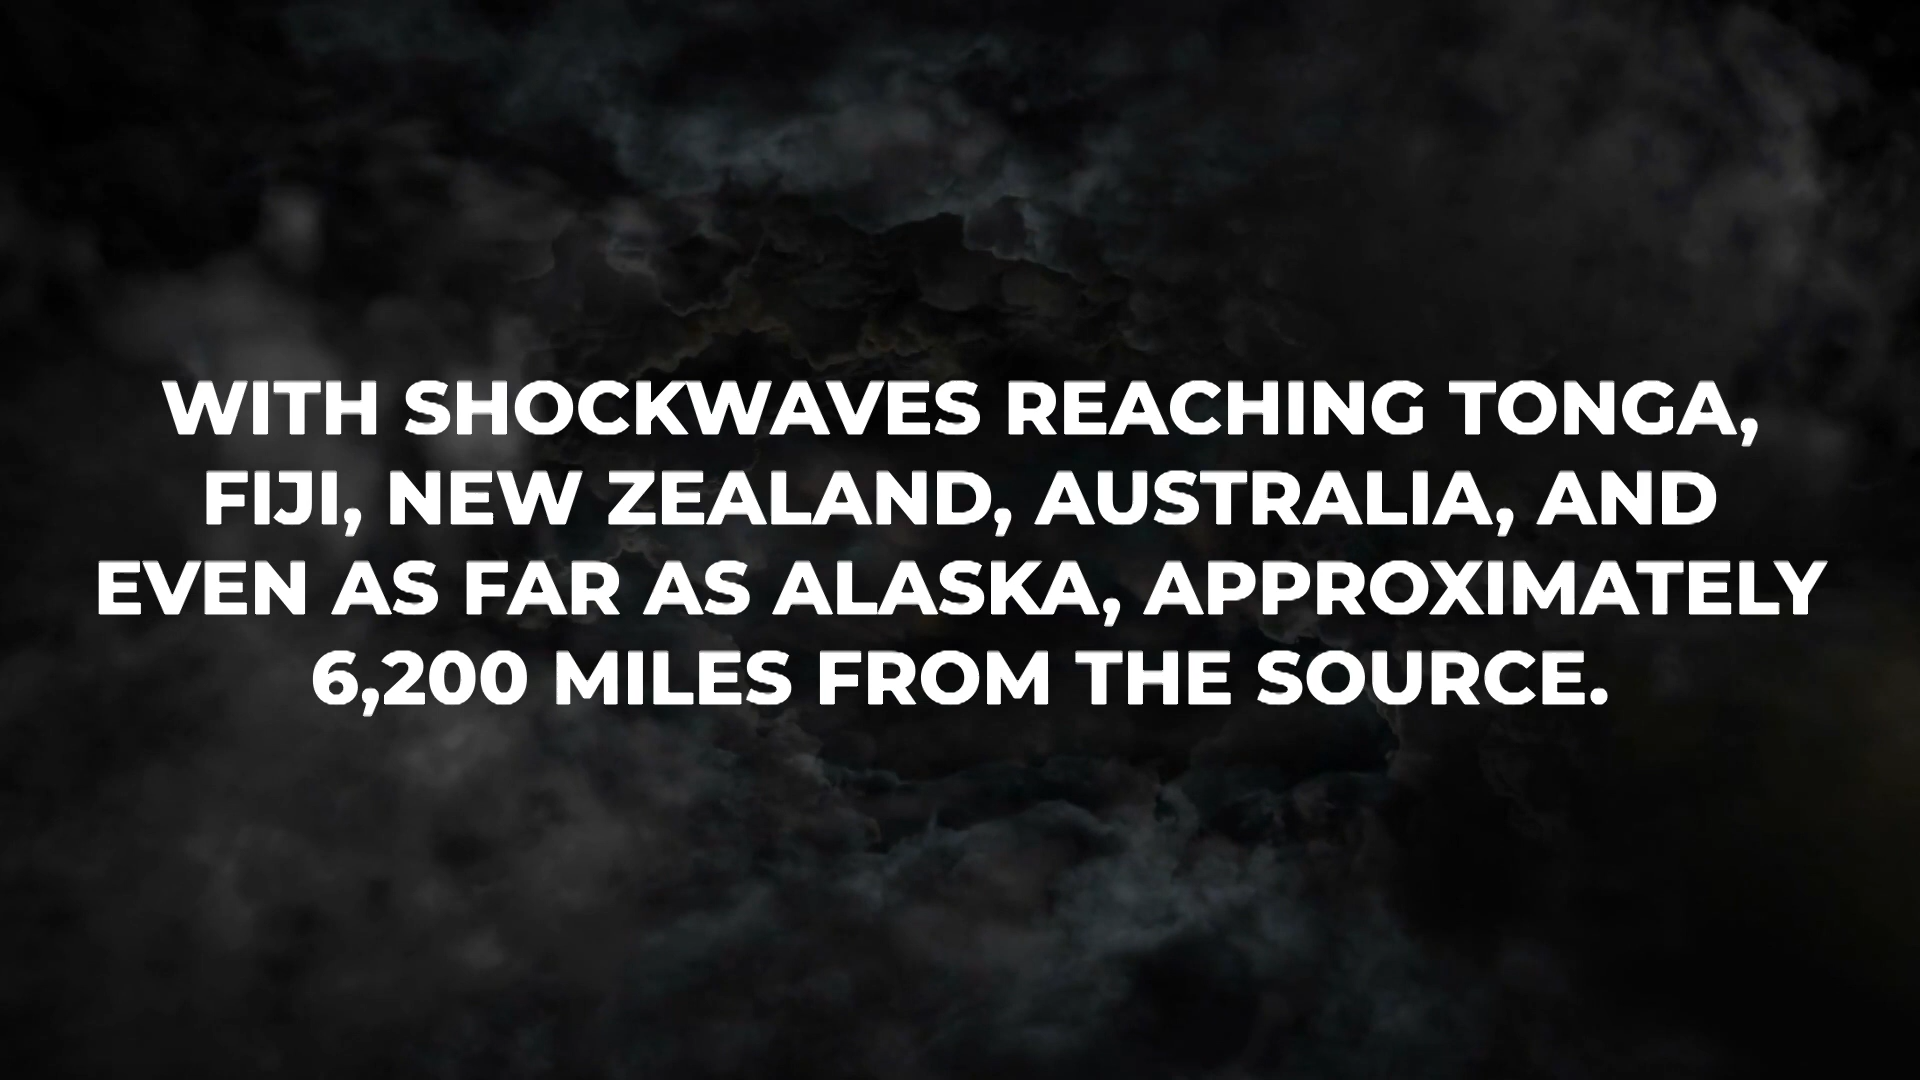 WITH SHOCKWAVES REACHING TONGA,
FIJI, NEW ZEALAND, AUSTRALIA, AND
EVEN AS FAR AS ALASKA, APPROXIMATELY
6,200 MILES FROM THE SOURCE.